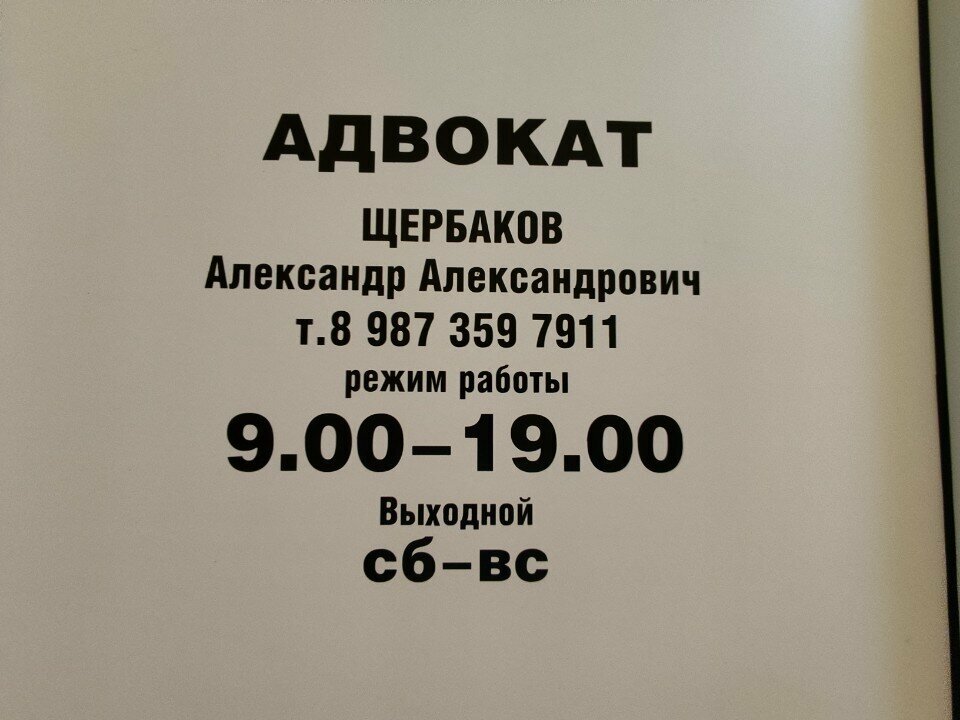 АДВОКАТ
ЩЕРБАКОВ
Александр Александрович
т.8 987 359 7911
режим работы
9.00–19.00
Выходной
сб–вс